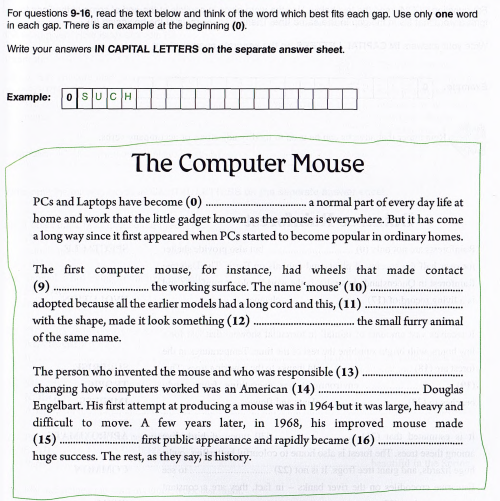 For questions 9-16, read the text below and think of the word which best fits each gap. Use only one word
in each gap. There is an example at the beginning (0).
Write your answers IN CAPITAL LETTERS on the separate answer sheet.
Example: 0 S U C H
The Computer Mouse
PCs and Laptops have become (0) .................................. a normal part of every day life at
home and work that the little gadget known as the mouse is everywhere. But it has come
a long way since it first appeared when PCs started to become popular in ordinary homes.
The first computer mouse, for instance, had wheels that made contact
(9) .................................. the working surface. The name 'mouse' (10) ..................................
adopted because all the earlier models had a long cord and this, (11) ..................................
with the shape, made it look something (12) .................................. the small furry animal
of the same name.
The person who invented the mouse and who was responsible (13) ..................................
changing how computers worked was an American (14) .................................. Douglas
Engelbart. His first attempt at producing a mouse was in 1964 but it was large, heavy and
difficult to move. A few years later, in 1968, his improved mouse made
(15) .......................... first public appearance and rapidly became (16) ..........................
huge success. The rest, as they say, is history.